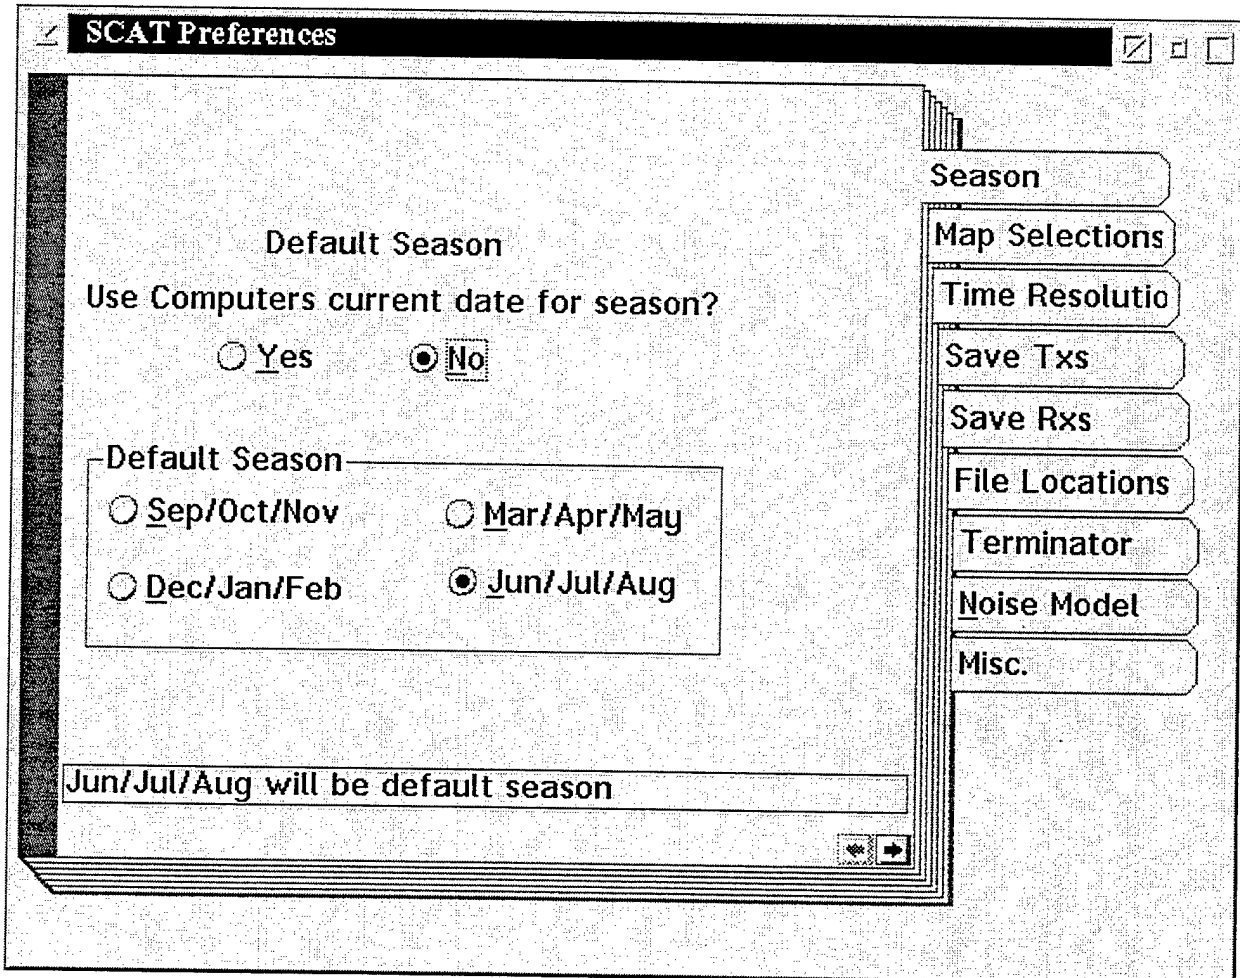 SCAT Preferences
Season
Map Selections
Time Resolutio
Save Txs
Save Rxs
File Locations
Terminator
Noise Model
Misc.
Default Season
Use Computers current date for season?
Yes No
Default Season
Sep/Oct/Nov Mar/Apr/May
Dec/Jan/Feb Jun/Jul/Aug
Jun/Jul/Aug will be default season